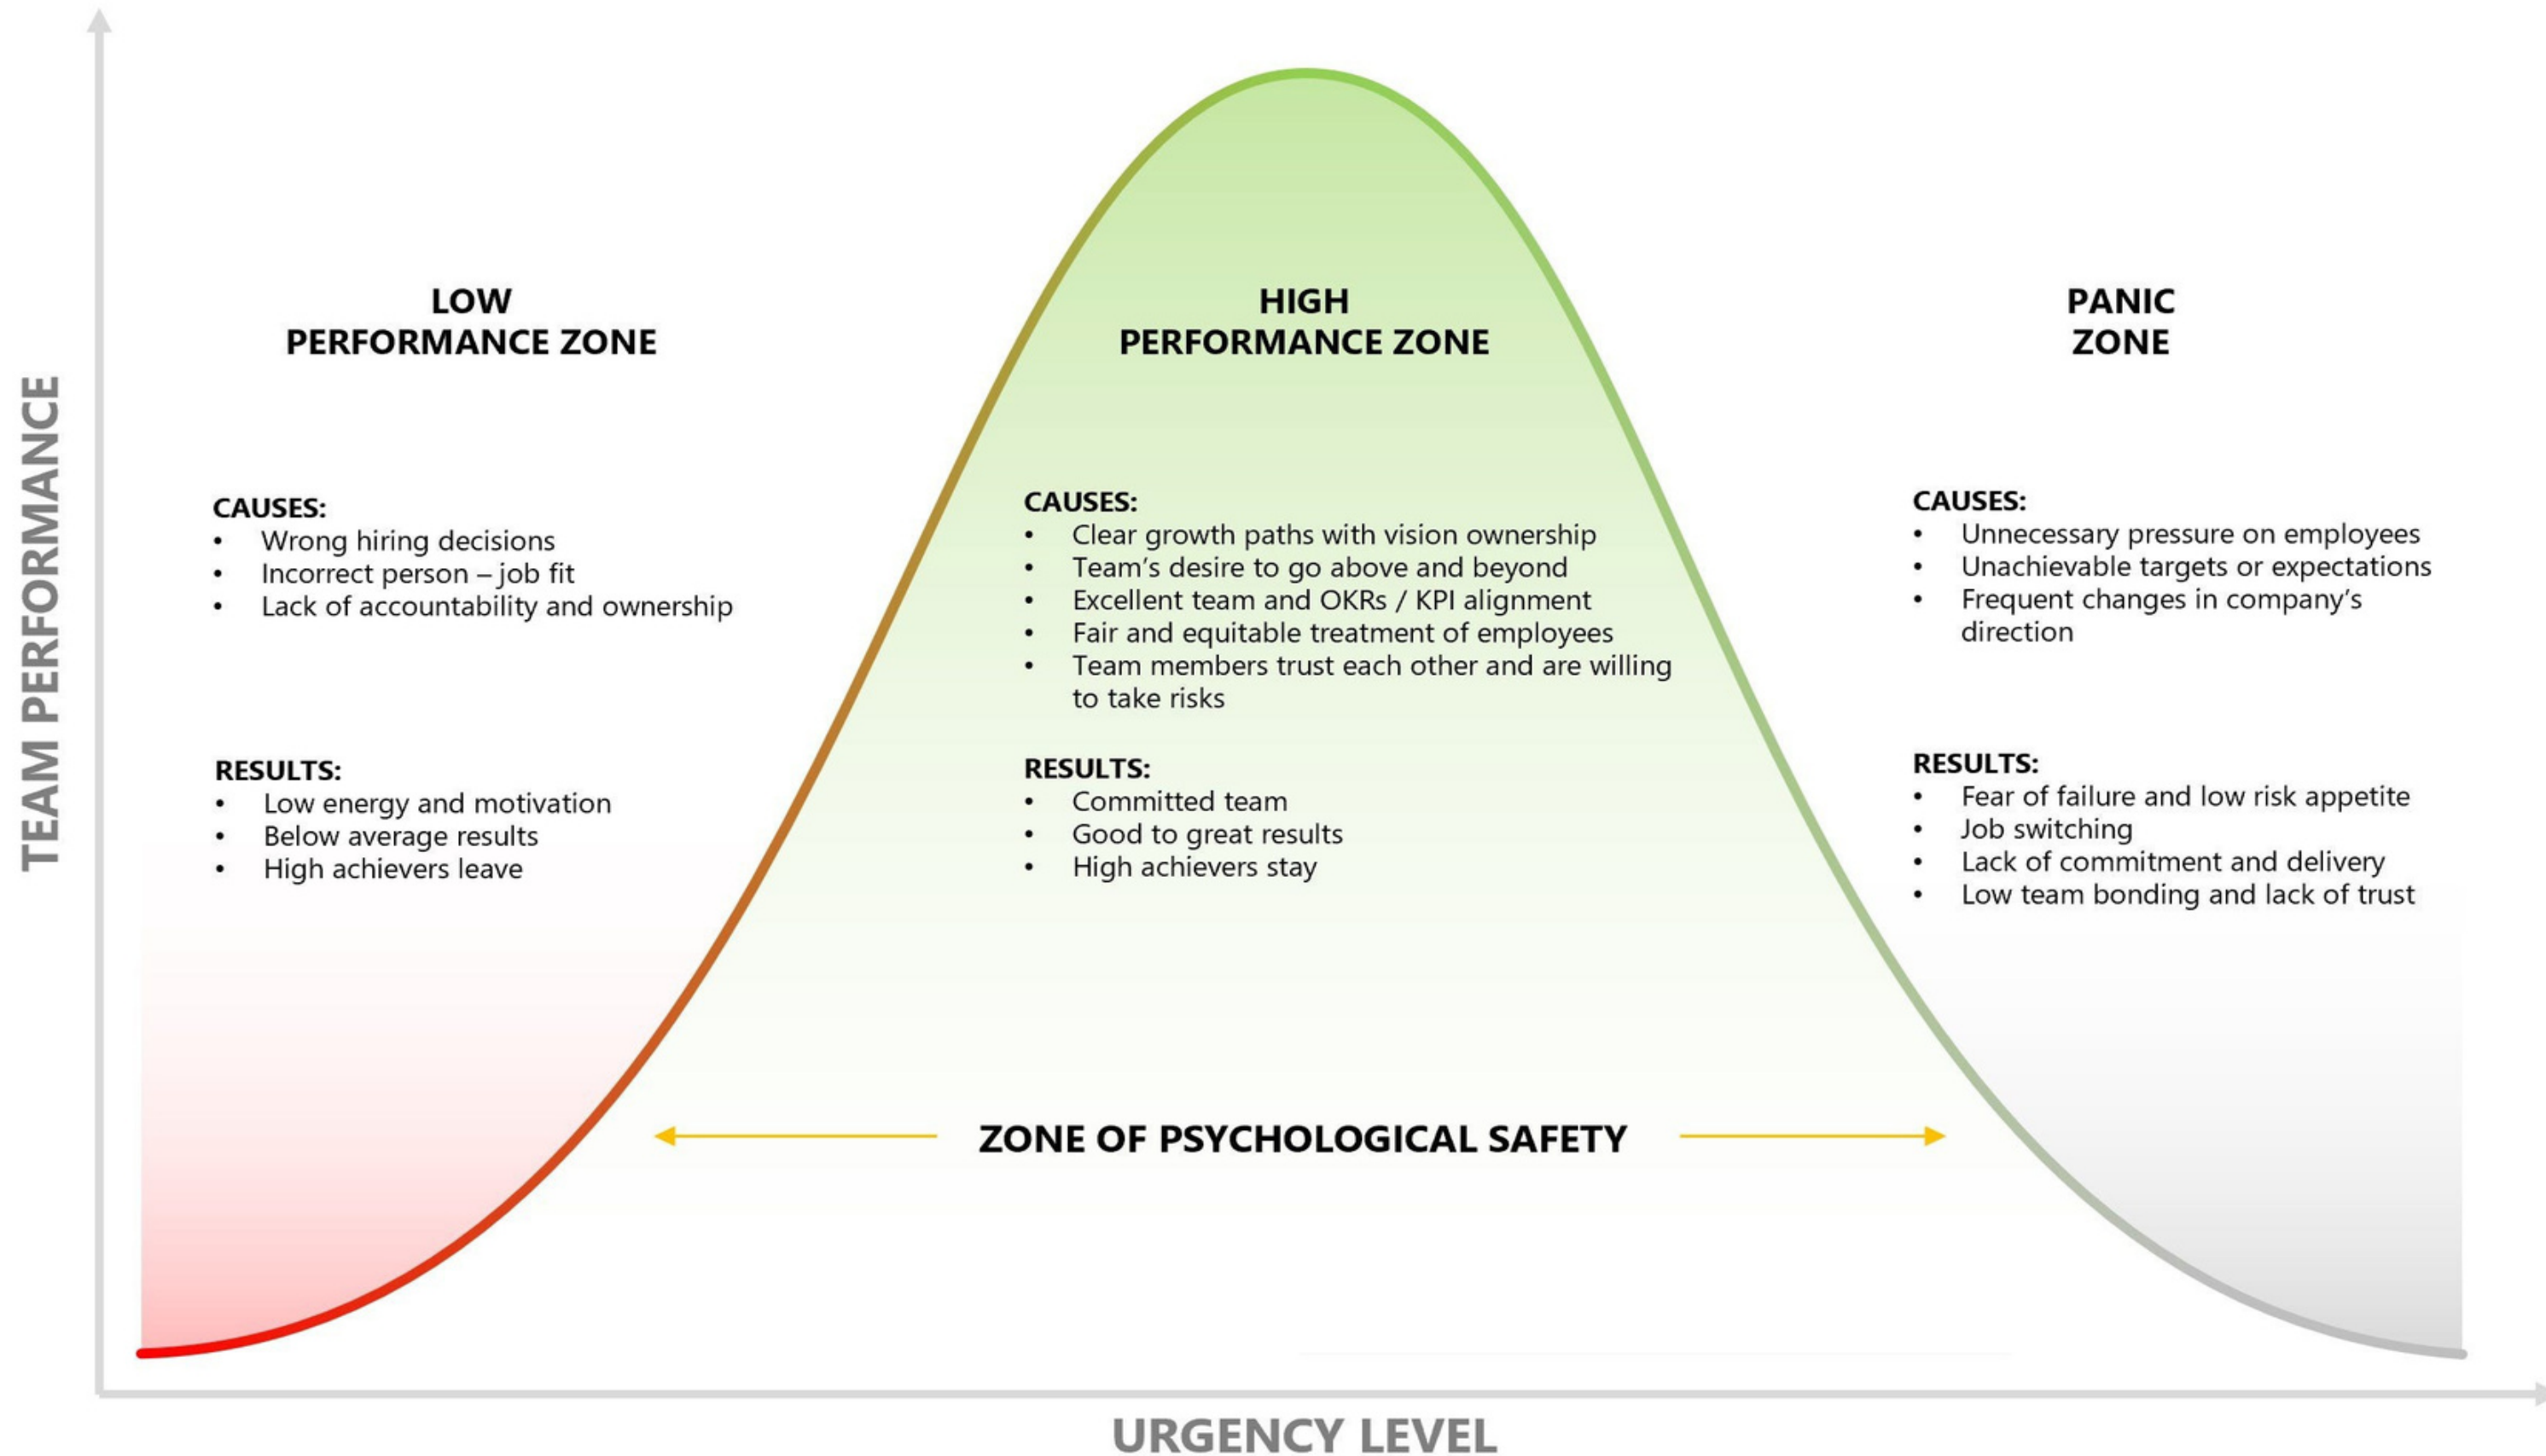 TEAM PERFORMANCE
LOW
PERFORMANCE ZONE
CAUSES:
• Wrong hiring decisions
• Incorrect person – job fit
• Lack of accountability and ownership
RESULTS:
• Low energy and motivation
• Below average results
• High achievers leave
HIGH
PERFORMANCE ZONE
CAUSES:
• Clear growth paths with vision ownership
• Team’s desire to go above and beyond
• Excellent team and OKRs / KPI alignment
• Fair and equitable treatment of employees
• Team members trust each other and are willing
to take risks
RESULTS:
• Committed team
• Good to great results
• High achievers stay
PANIC
ZONE
CAUSES:
• Unnecessary pressure on employees
• Unachievable targets or expectations
• Frequent changes in company’s
direction
RESULTS:
• Fear of failure and low risk appetite
• Job switching
• Lack of commitment and delivery
• Low team bonding and lack of trust
ZONE OF PSYCHOLOGICAL SAFETY
URGENCY LEVEL